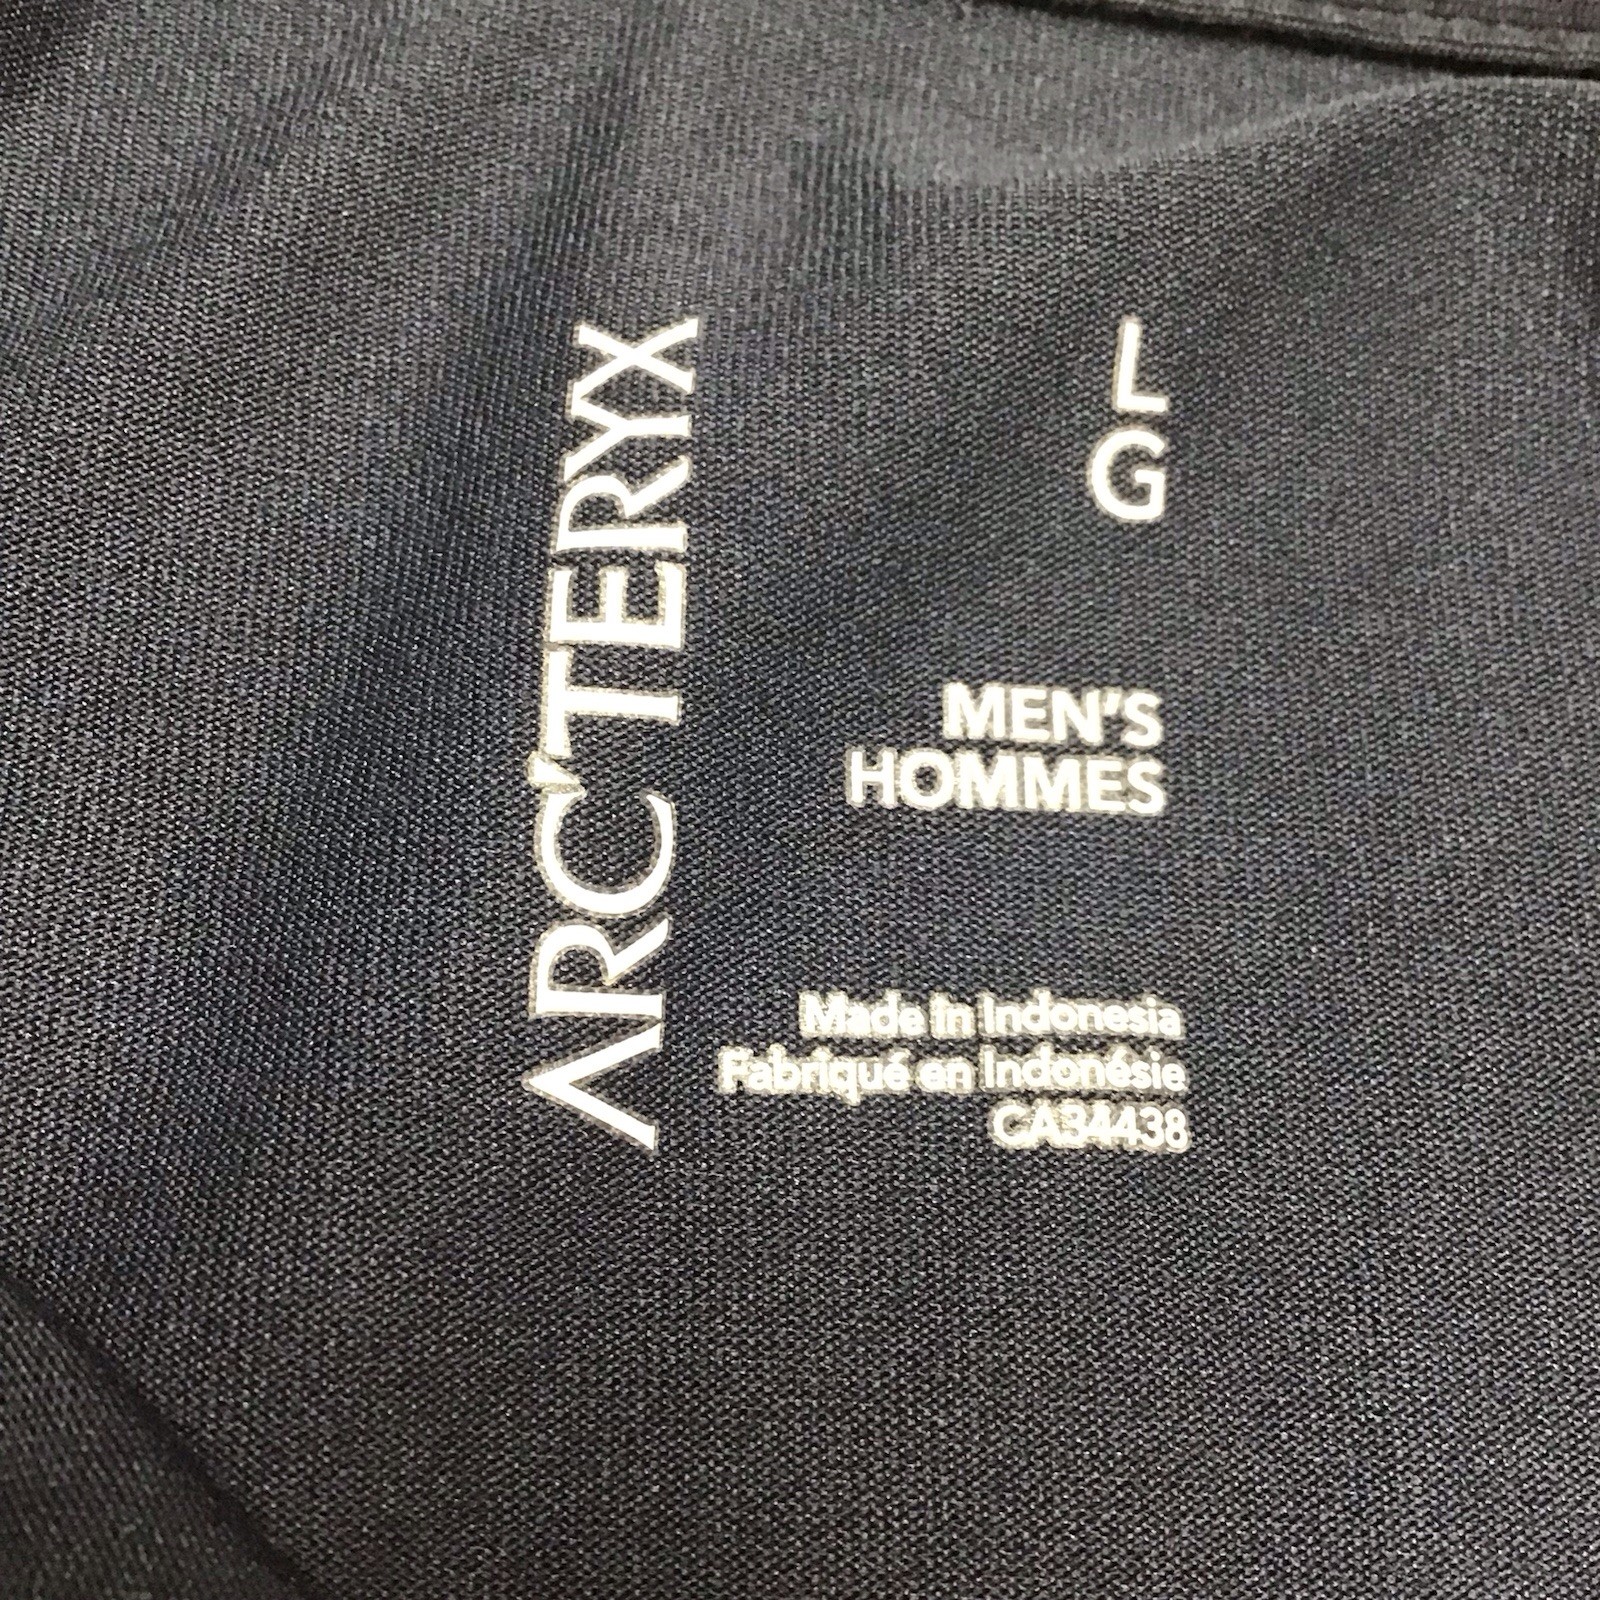 ARC'TERYX
L
G
MEN'S
HOMMES
Made in Indonesia
Fabriqué en Indonésie
CA34438